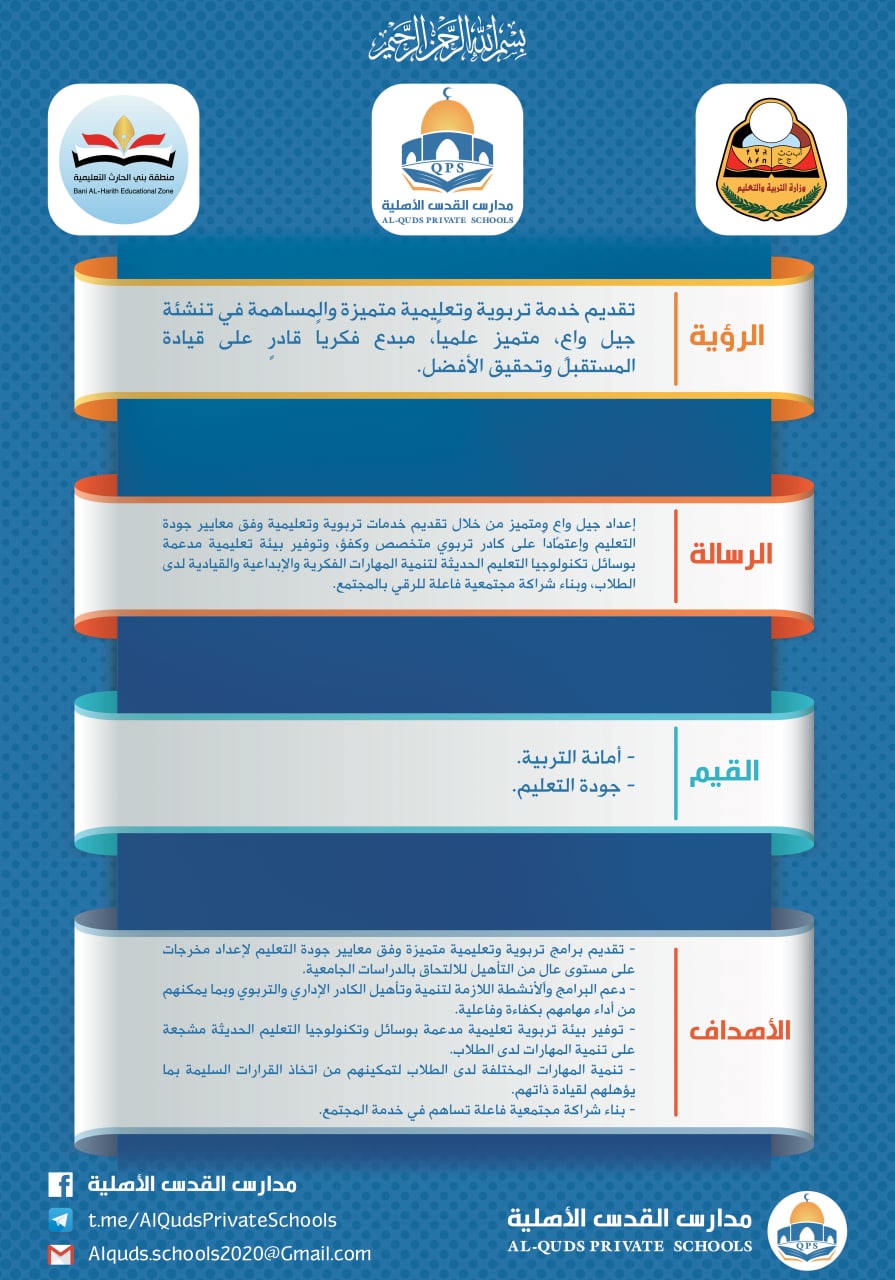 بسم الله الرحمن الرحيم
وزارة التربية والتعليم
QPS
مدارس القدس الأهلية
AL-QUDS PRIVATE SCHOOLS
منطقة بني الحارث التعليمية
Bani AL-Harith Educational Zone
الرؤية
تقديم خدمة تربوية وتعليمية متميزة والمساهمة في تنشئة
جيل واعٍ، متميز علمياً، مبدع فكرياً قادرٍ على قيادة
المستقبل وتحقيق الأفضل.
الرسالة
إعداد جيل واعٍ ومتميز من خلال تقديم خدمات تربوية وتعليمية وفق معايير جودة
التعليم واعتماداً على كادر تربوي متخصص وكفؤ، وتوفير بيئة تعليمية مدعمة
بوسائل تكنولوجيا التعليم الحديثة لتنمية المهارات الفكرية والإبداعية والقيادية لدى
الطلاب، وبناء شراكة مجتمعية فاعلة للرقي بالمجتمع.
القيم
- أمانة التربية.
- جودة التعليم.
الأهداف
- تقديم برامج تربوية وتعليمية متميزة وفق معايير جودة التعليم لإعداد مخرجات
على مستوى عال من التأهيل للالتحاق بالدراسات الجامعية.
- دعم البرامج وألأنشطة اللازمة لتنمية وتأهيل الكادر الإداري والتربوي وبما يمكنهم
من أداء مهامهم بكفاءة وفاعلية.
- توفير بيئة تربوية تعليمية مدعمة بوسائل وتكنولوجيا التعليم الحديثة مشجعة
على تنمية المهارات لدى الطلاب.
- تنمية المهارات المختلفة لدى الطلاب لتمكينهم من اتخاذ القرارات السليمة بما
يؤهلهم لقيادة ذاتهم.
- بناء شراكة مجتمعية فاعلة تساهم في خدمة المجتمع.
مدارس القدس الأهلية
t.me/AlQudsPrivateSchools
Alquds.schools2020@Gmail.com
مدارس القدس الأهلية
AL-QUDS PRIVATE SCHOOLS
QPS